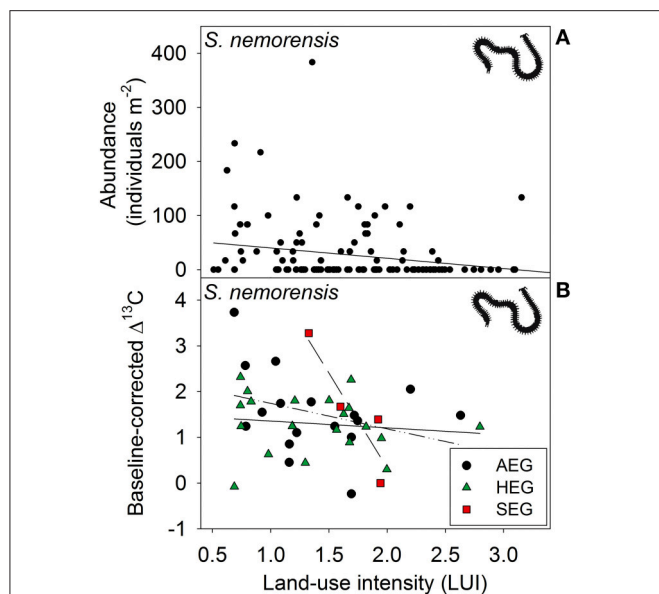 S. nemorensis
A
400
300
200
100
0
Abundance
(individuals m-2)
S. nemorensis
B
4
3
2
1
0
-1
Baseline-corrected Δ13C
AEG
HEG
SEG
0.5 1.0 1.5 2.0 2.5 3.0
Land-use intensity (LUI)